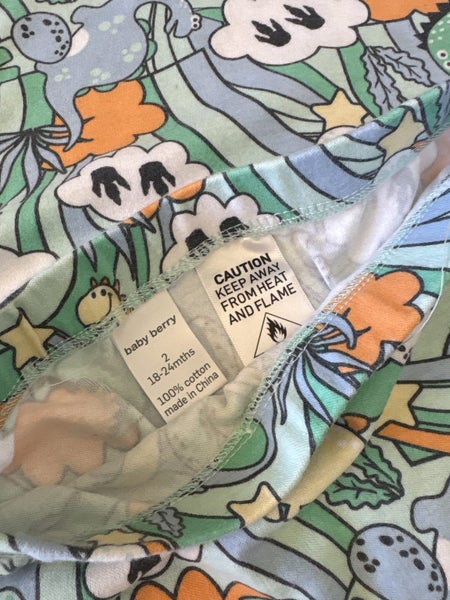 baby berry
2
18-24mths
100% cotton
made in China
CAUTION
KEEP AWAY
FROM HEAT
AND FLAME